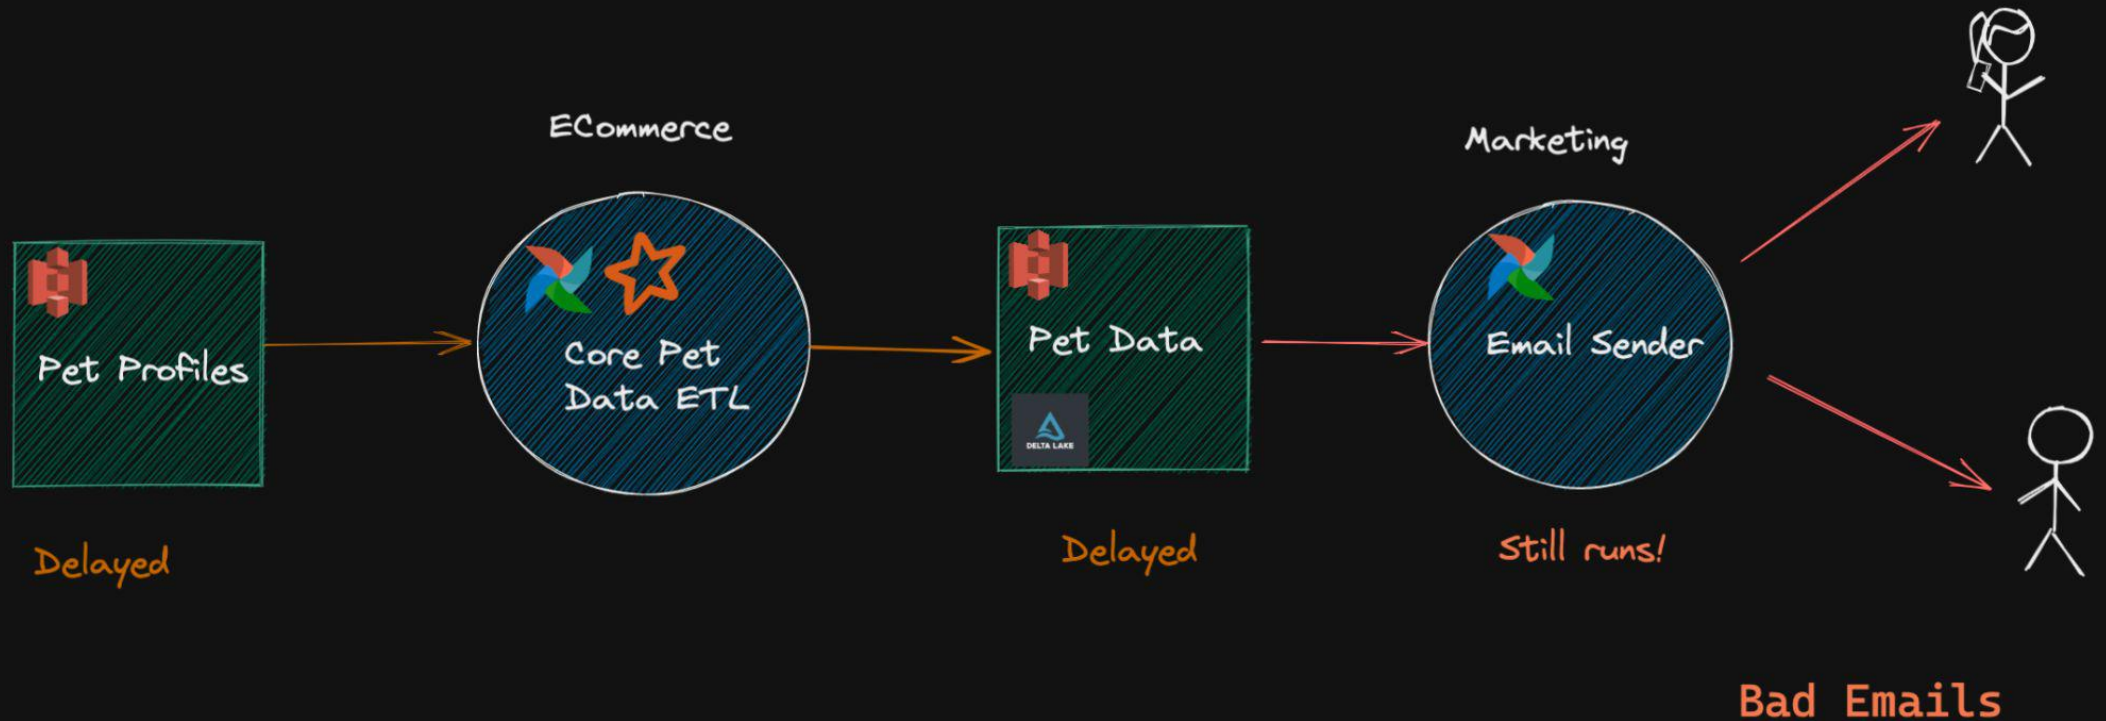 ECommerce
Marketing
Pet Profiles
Core Pet
Data ETL
Pet Data
DELTA LAKE
Email Sender
Delayed
Delayed
Still runs!
Bad Emails